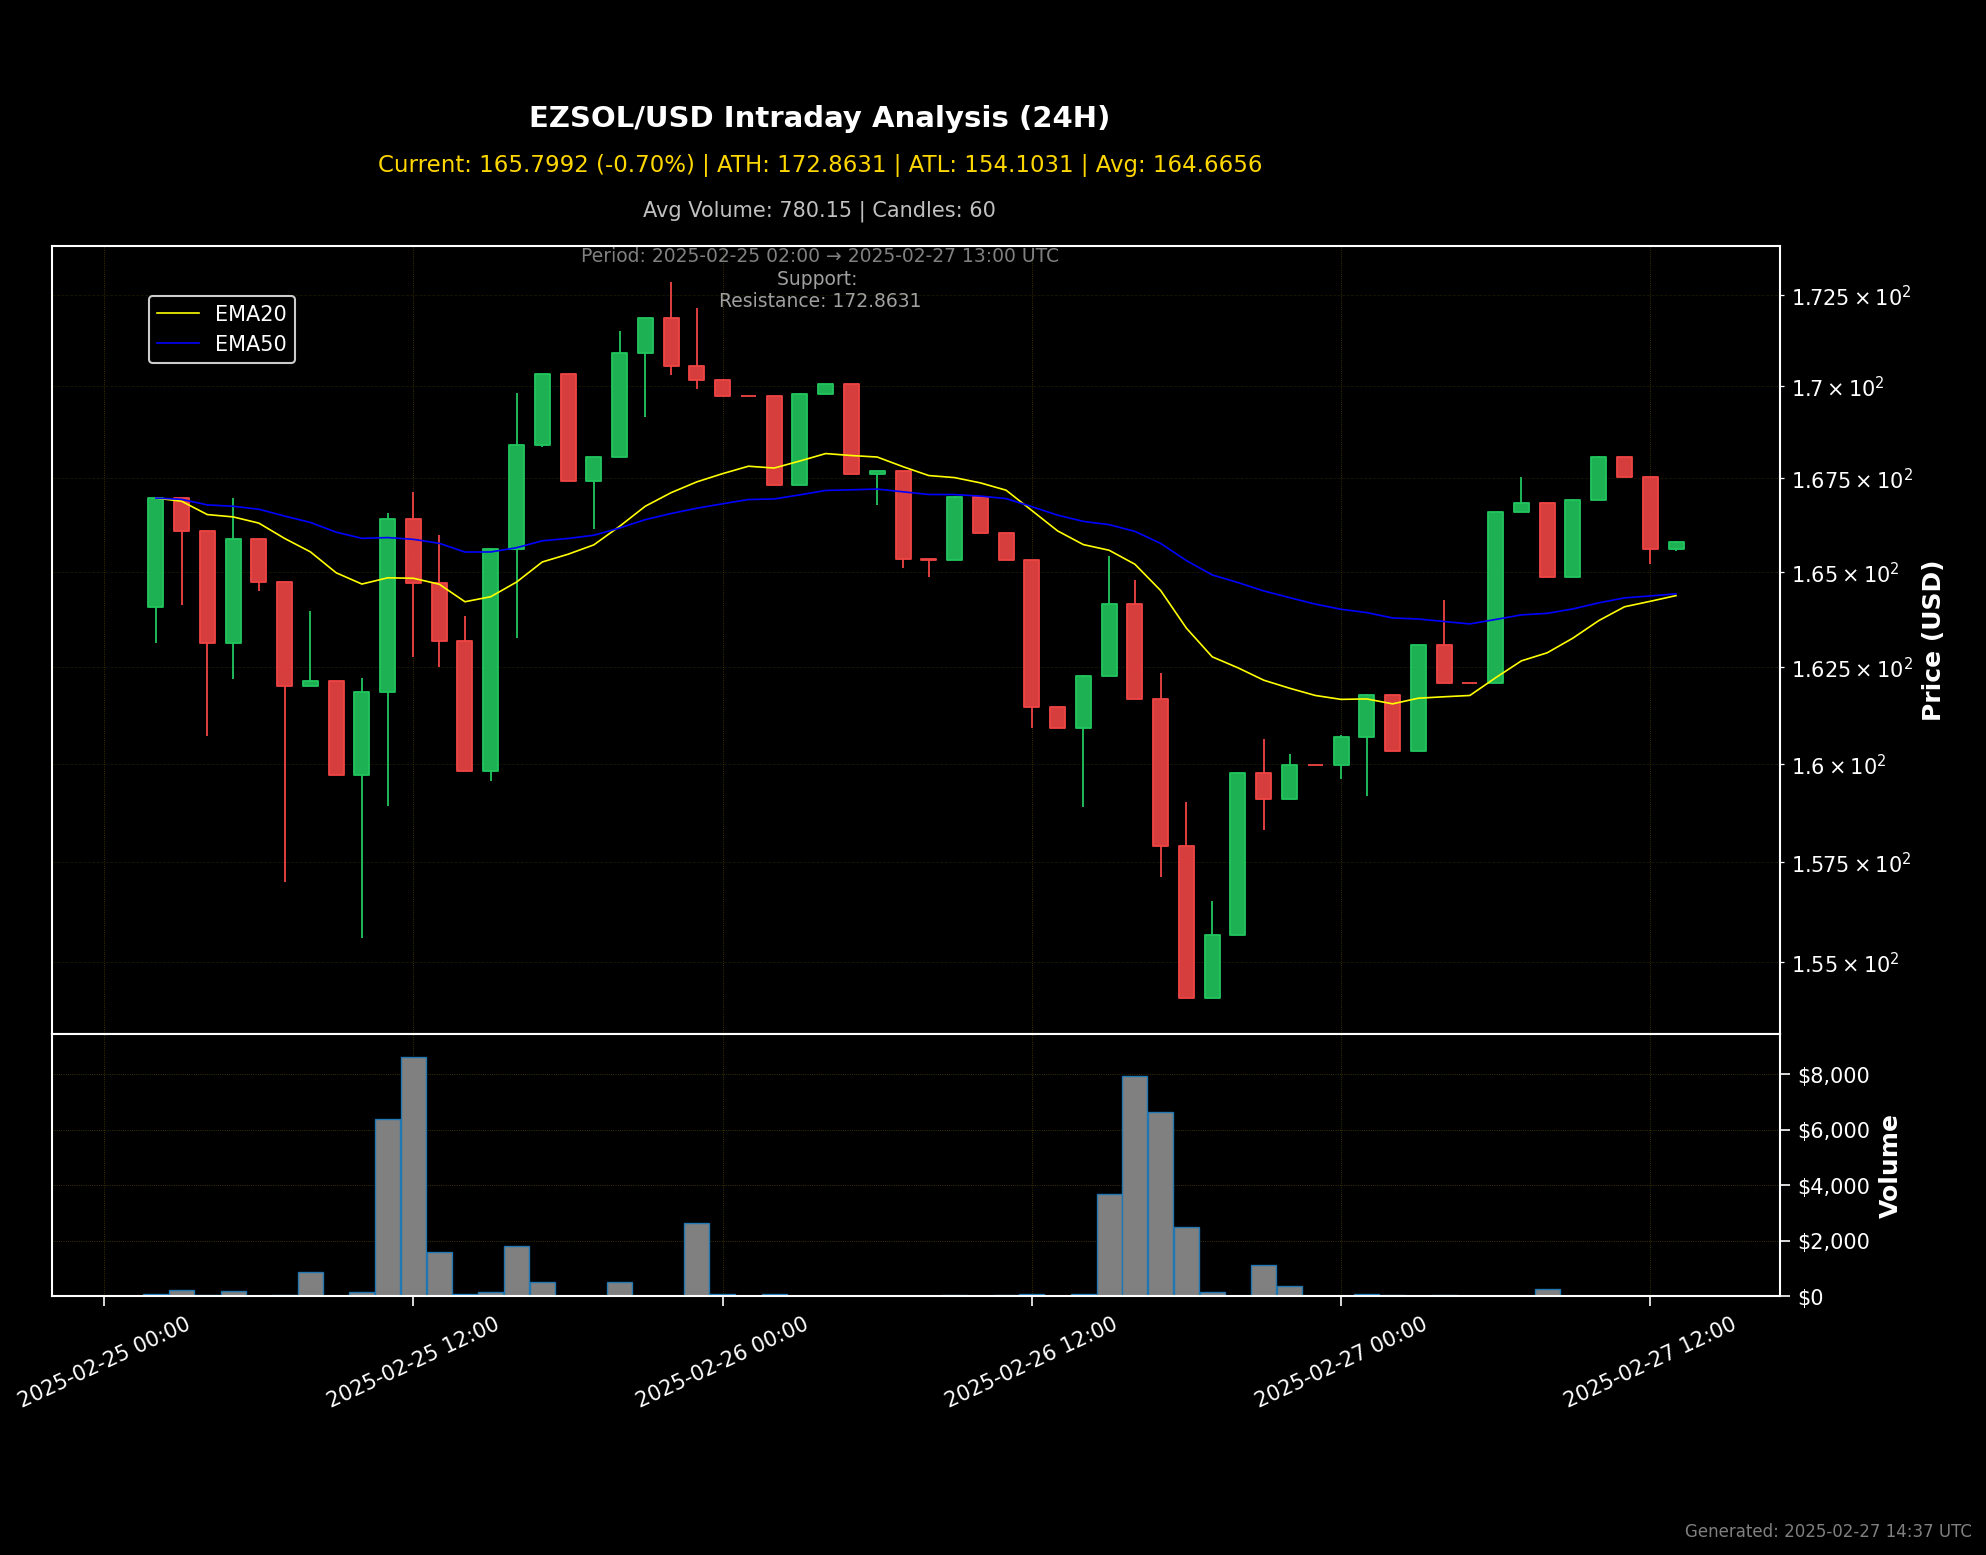 EZSOL/USD Intraday Analysis (24H)
Current: 165.7992 (-0.70%) | ATH: 172.8631 | ATL: 154.1031 | Avg: 164.6656
Avg Volume: 780.15 | Candles: 60
Period: 2025-02-25 02:00 → 2025-02-27 13:00 UTC
Support:
Resistance: 172.8631
EMA20
EMA50
1.725 × 10²
1.7 × 10²
1.675 × 10²
1.65 × 10²
1.625 × 10²
1.6 × 10²
1.575 × 10²
1.55 × 10²
Price (USD)
$8,000
$6,000
$4,000
$2,000
$0
Volume
2025-02-25 00:00
2025-02-25 12:00
2025-02-26 00:00
2025-02-26 12:00
2025-02-27 00:00
2025-02-27 12:00
Generated: 2025-02-27 14:37 UTC